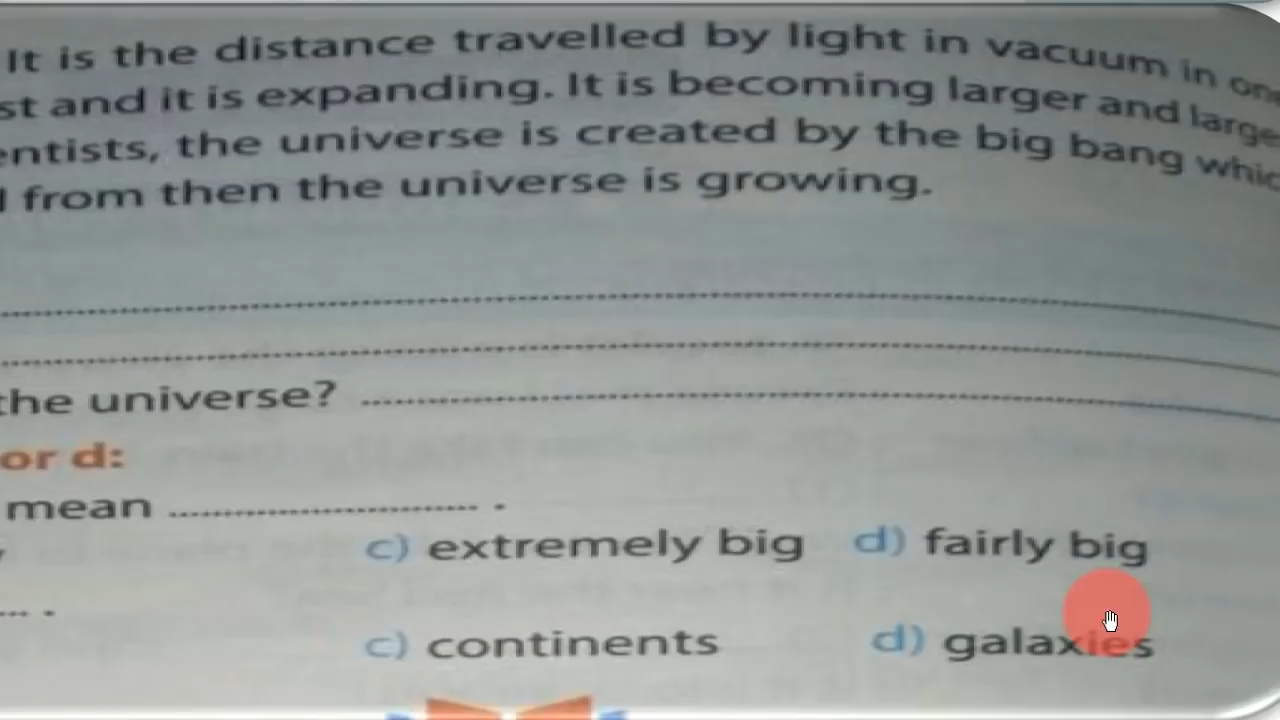 It is the distance travelled by light in vacuum in one
st and it is expanding. It is becoming larger and large
entists, the universe is created by the big bang whic
from then the universe is growing.
the universe?
or d:
mean
c) extremely big d) fairly big
c) continents d) galaxies